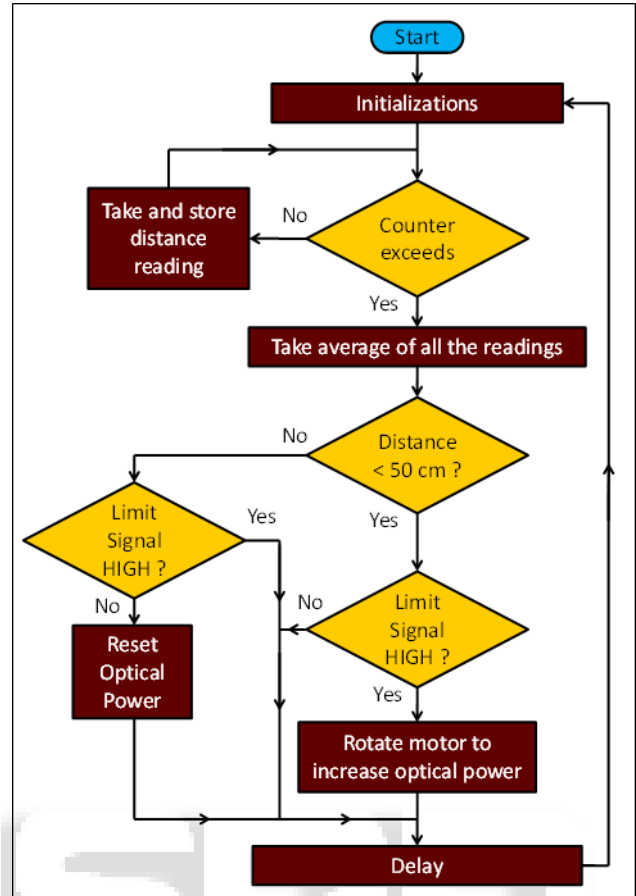 Start
Initializations
Take and store
distance
reading
No
Counter
exceeds
Yes
Take average of all the readings
No
Distance
< 50 cm ?
Limit
Signal
HIGH ?
Yes
Yes
No
Reset
Optical
Power
No
Limit
Signal
HIGH ?
Yes
Rotate motor to
increase optical power
Delay